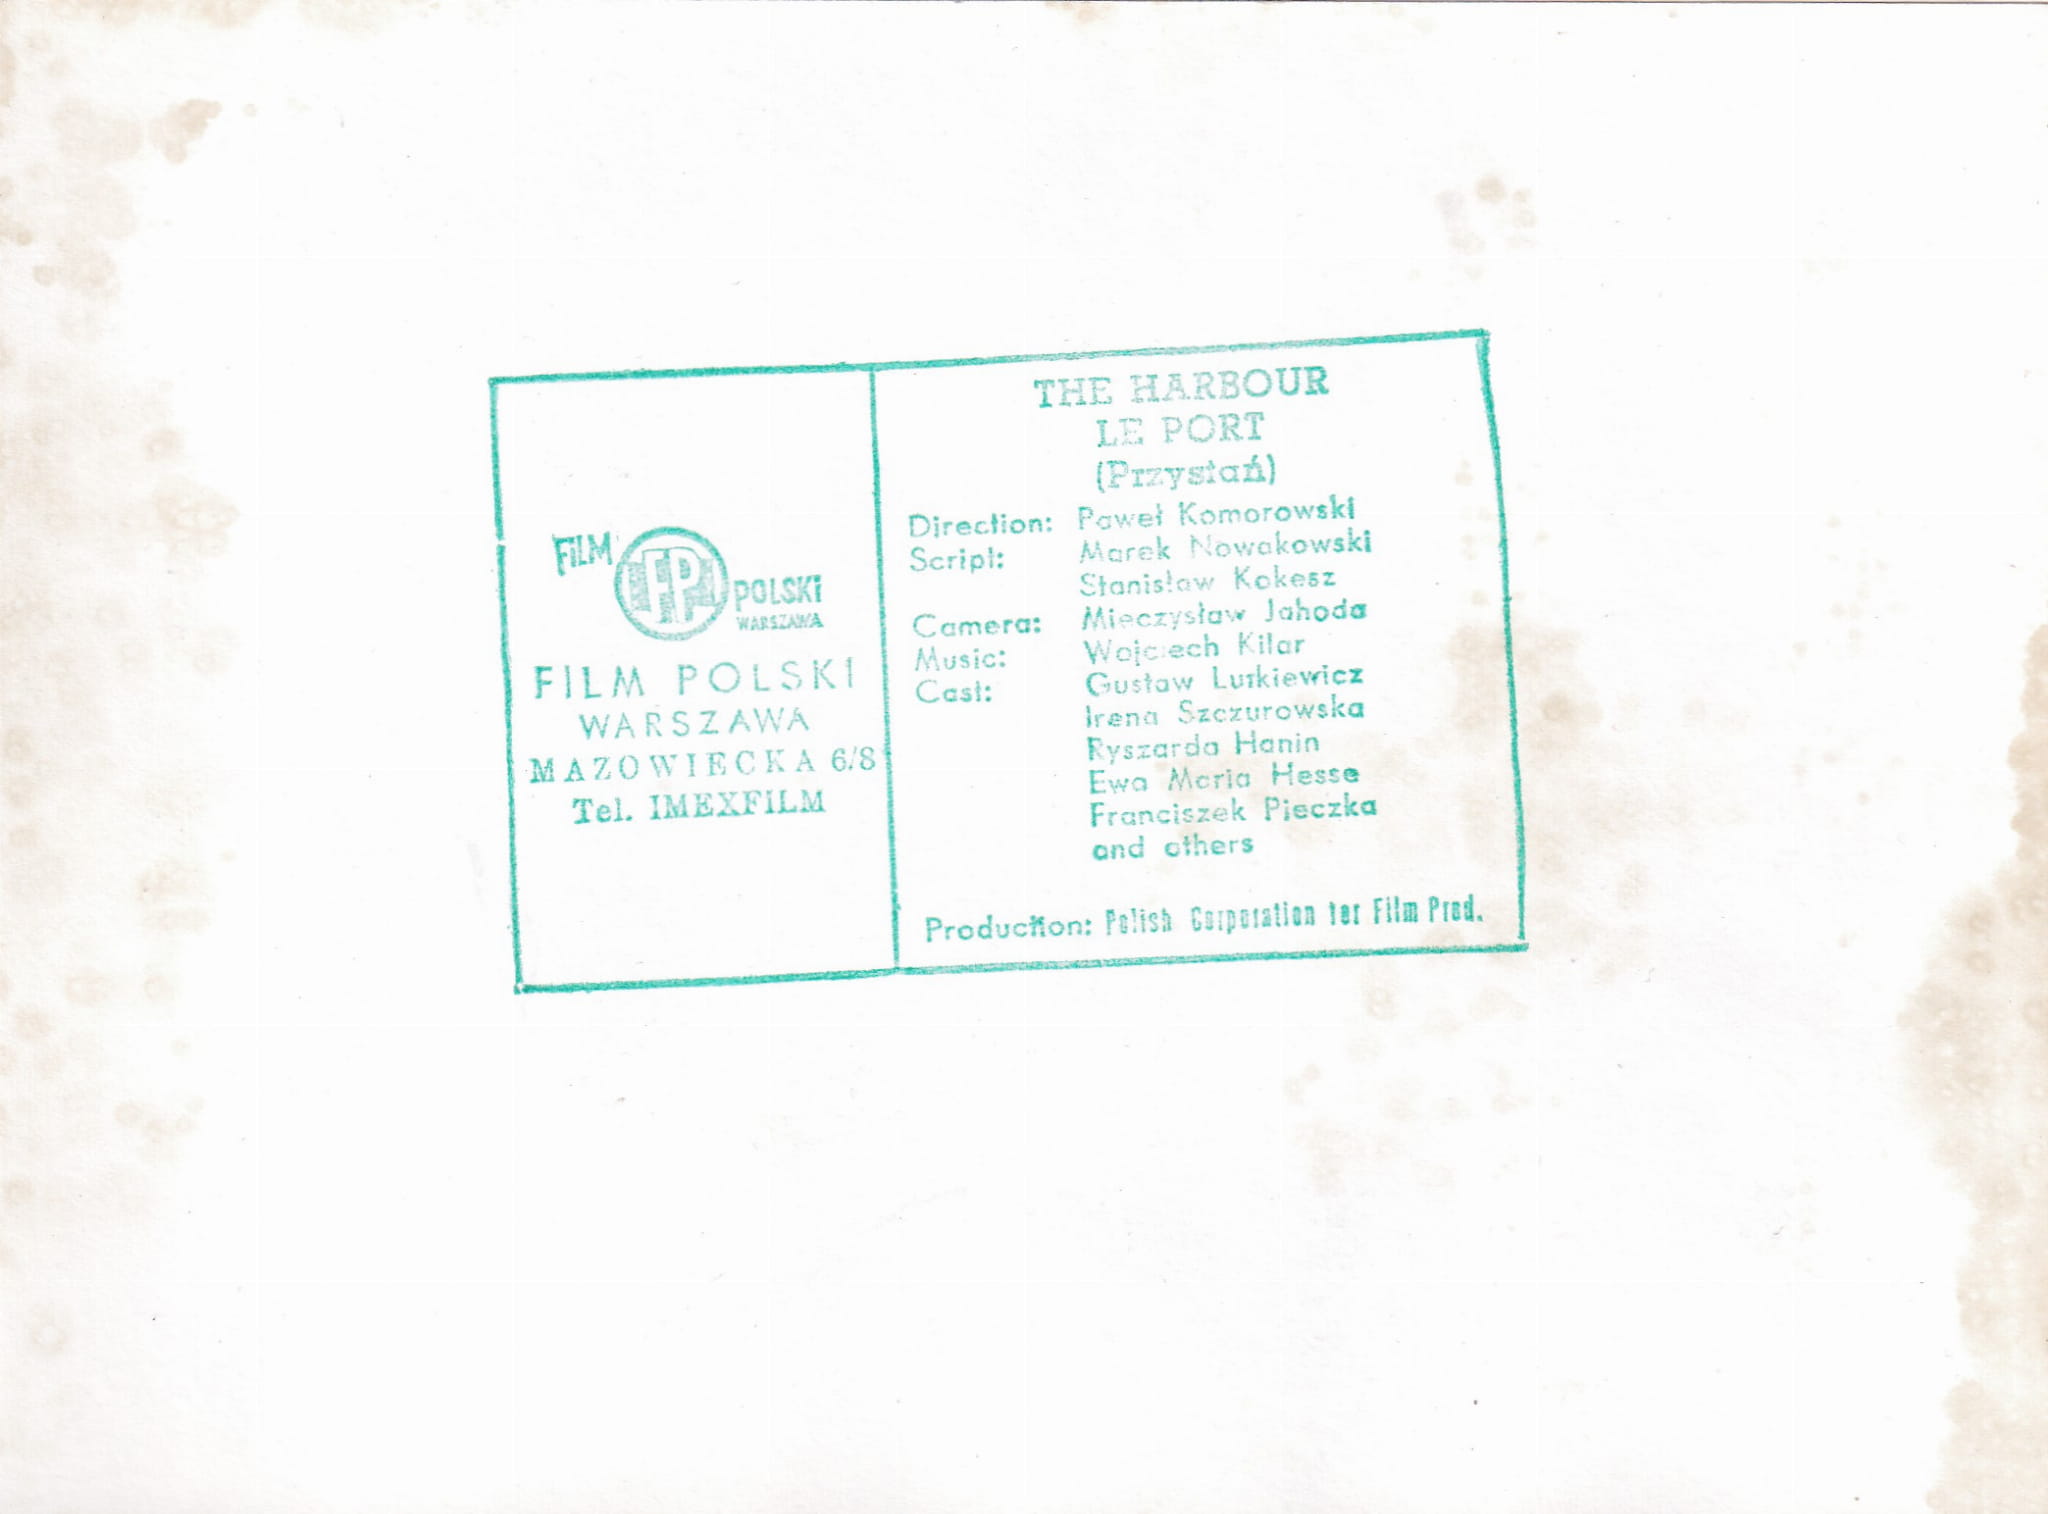 FILM
FP
POLSKI
WARSZAWA
FILM POLSKI
WARSZAWA
MAZOWIECKA 6/8
Tel. IMEXFILM
THE HARBOUR
LE PORT
(Przystań)
Direction: Paweł Komorowski
Script: Marek Nowakowski
Stanisław Kokesz
Camera: Mieczysław Jahoda
Music: Wojciech Kilar
Cast: Gustaw Lutkiewicz
Irena Szczurowska
Ryszarda Hanin
Ewa Maria Hesse
Franciszek Pieczka
and others
Production: Polish Corporation for Film Prod.